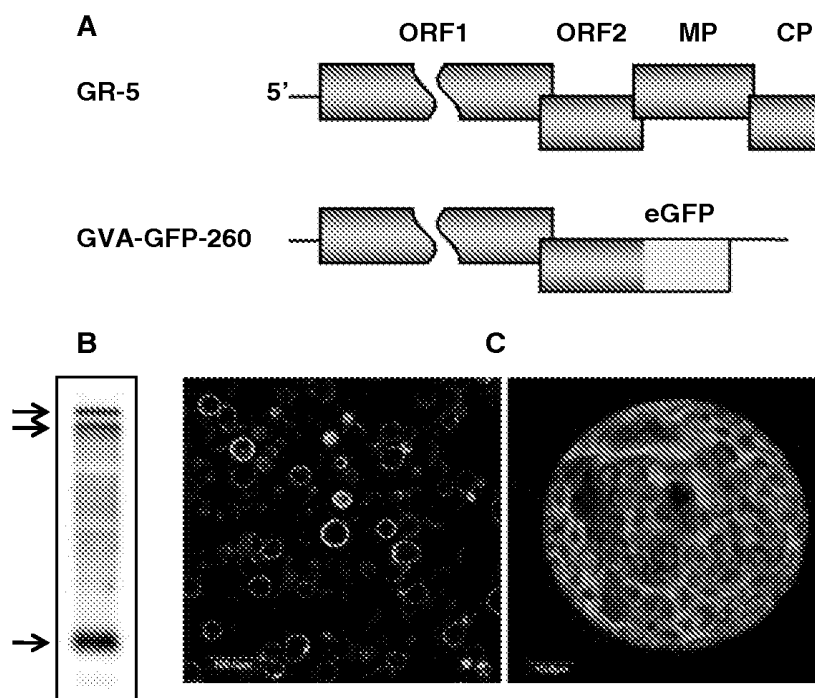 A
ORF1 ORF2 MP CP
GR-5 5’
eGFP
GVA-GFP-260
B C